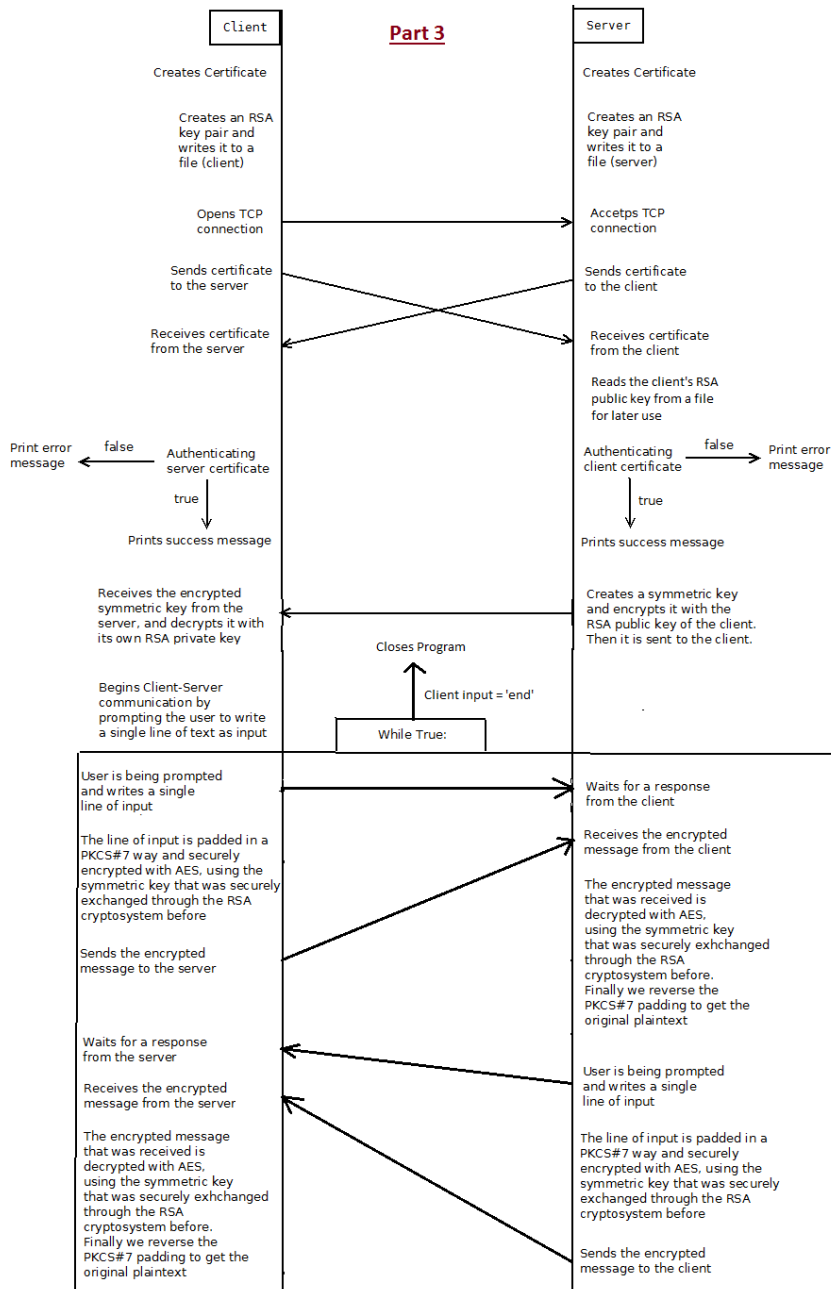 Client
Part 3
Server
Creates Certificate
Creates Certificate
Creates an RSA
key pair and
writes it to a
file (client)
Creates an RSA
key pair and
writes it to a
file (server)
Opens TCP
connection
Accetps TCP
connection
Sends certificate
to the server
Sends certificate
to the client
Receives certificate
from the server
Receives certificate
from the client
Reads the client's RSA
public key from a file
for later use
Print error
message
false
Authenticating
server certificate
true
Prints success message
Authenticating
client certificate
false
Print error
message
true
Prints success message
Receives the encrypted
symmetric key from the
server, and decrypts it with
its own RSA private key
Creates a symmetric key
and encrypts it with the
RSA public key of the client.
Then it is sent to the client.
Closes Program
Client input = 'end'
Begins Client-Server
communication by
prompting the user to write
a single line of text as input
While True:
User is being prompted
and writes a single
line of input
Waits for a response
from the client
The line of input is padded in a
PKCS#7 way and securely
encrypted with AES, using the
symmetric key that was securely
exchanged through the RSA
cryptosystem before
Receives the encrypted
message from the client
The encrypted message
that was received is
decrypted with AES,
using the symmetric key
that was securely exhchanged
through the RSA
cryptosystem before.
Finally we reverse the
PKCS#7 padding to get the
original plaintext
Sends the encrypted
message to the server
Waits for a response
from the server
User is being prompted
and writes a single
line of input
Receives the encrypted
message from the server
The encrypted message
that was received is
decrypted with AES,
using the symmetric key
that was securely exhchanged
through the RSA
cryptosystem before.
Finally we reverse the
PKCS#7 padding to get the
original plaintext
The line of input is padded in a
PKCS#7 way and securely
encrypted with AES, using the
symmetric key that was securely
exchanged through the RSA
cryptosystem before
Sends the encrypted
message to the client